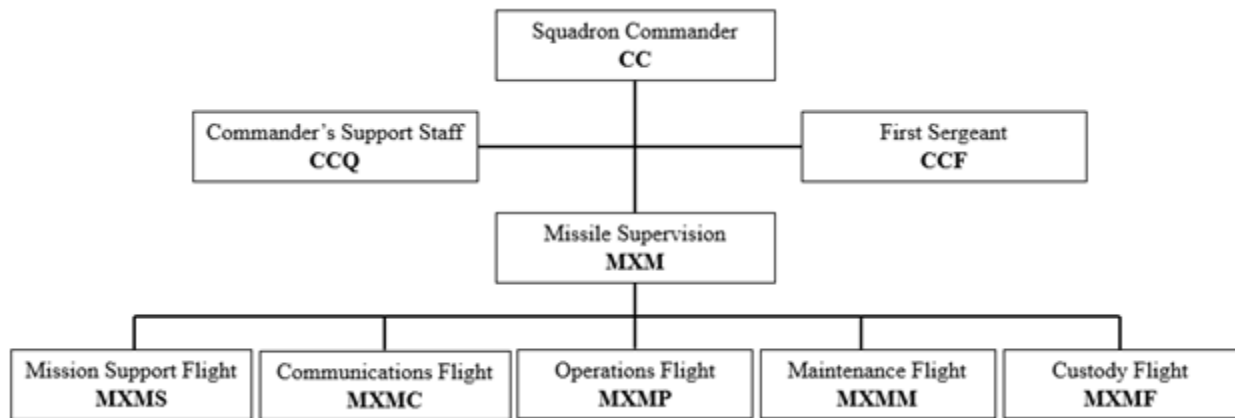 Squadron Commander
CC
Commander’s Support Staff
CCQ
First Sergeant
CCF
Missile Supervision
MXM
Mission Support Flight
MXMS
Communications Flight
MXMC
Operations Flight
MXMP
Maintenance Flight
MXMM
Custody Flight
MXMF